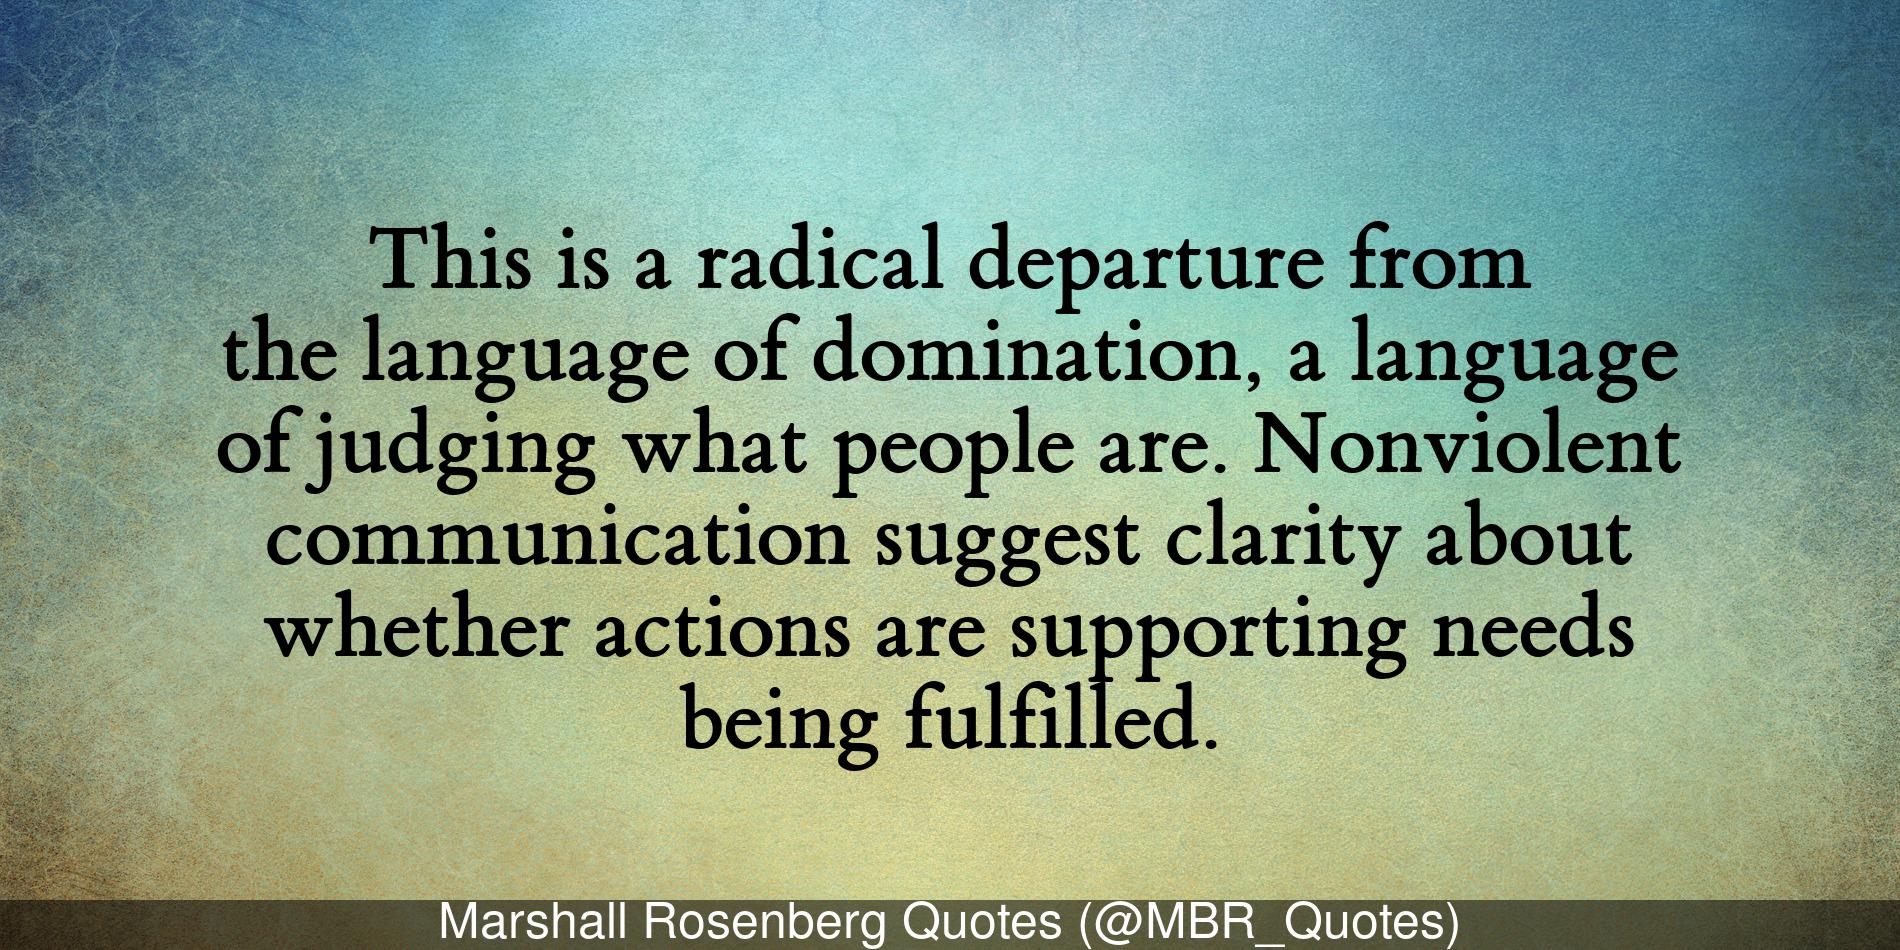 This is a radical departure from
the language of domination, a language
of judging what people are. Nonviolent
communication suggest clarity about
whether actions are supporting needs
being fulfilled.
Marshall Rosenberg Quotes (@MBR_Quotes)